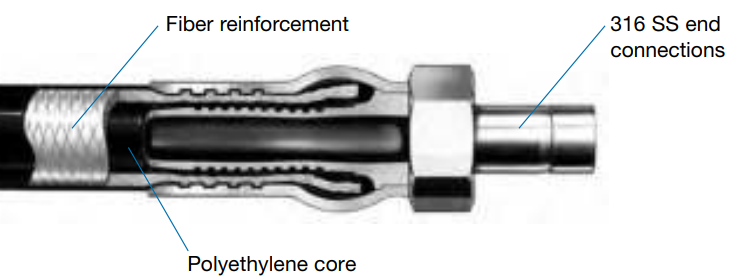 Fiber reinforcement
316 SS end
connections
Polyethylene core